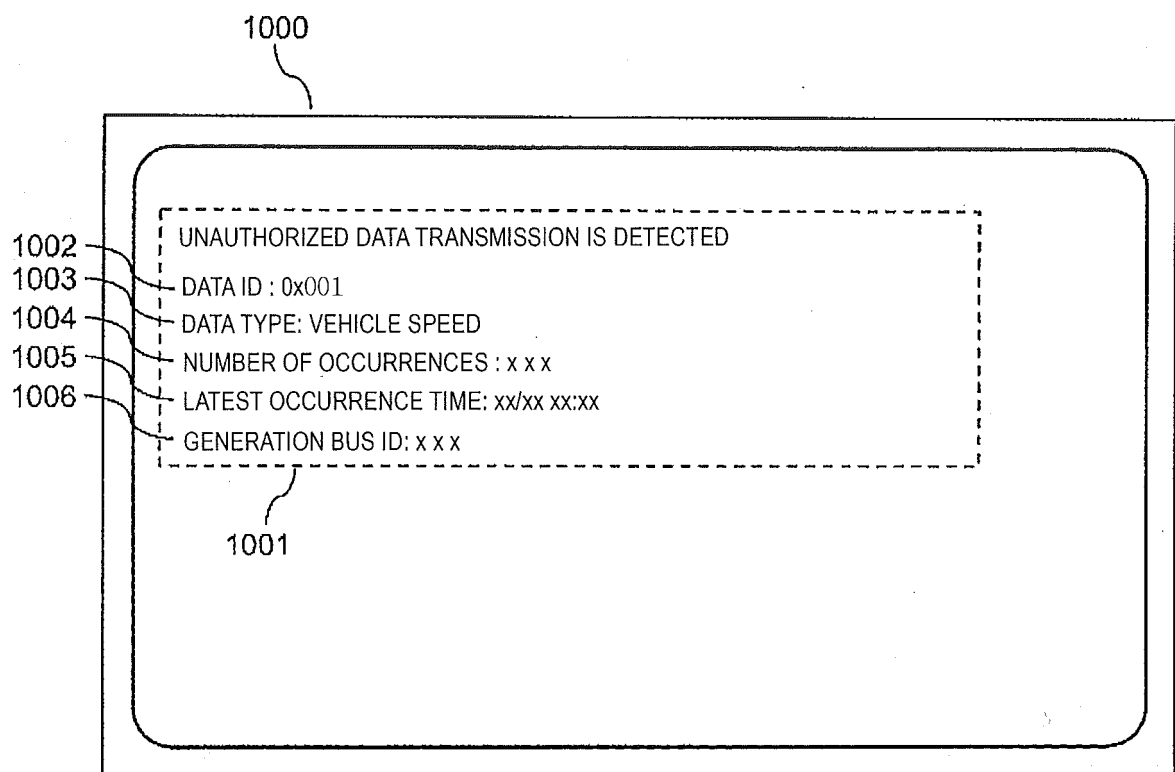 1000
UNAUTHORIZED DATA TRANSMISSION IS DETECTED
1002
DATA ID : 0x001
1003
DATA TYPE: VEHICLE SPEED
1004
NUMBER OF OCCURRENCES : x x x
1005
LATEST OCCURRENCE TIME: xx/xx xx:xx
1006
GENERATION BUS ID: x x x
1001